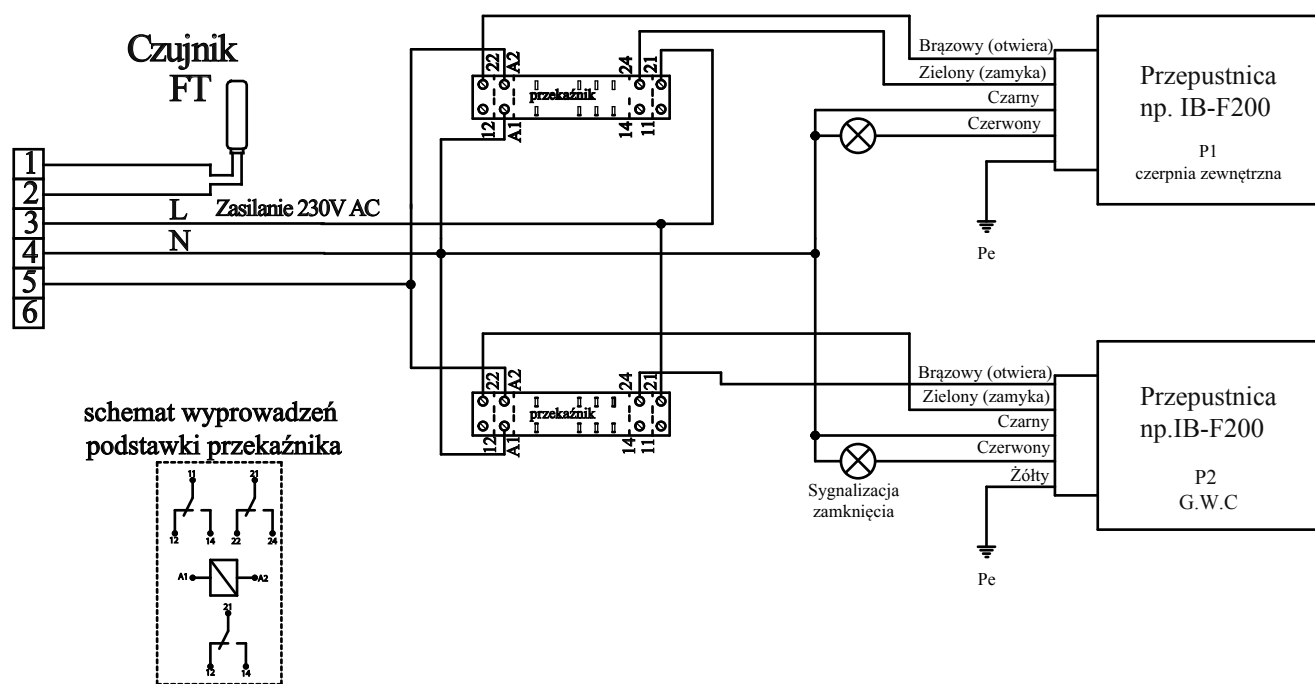 Czujnik
FT
1
2
3
4
5
6
L Zasilanie 230V AC
N
22 A2 24 21
przekaźnik
12 A1 14 11
Brązowy (otwiera)
Zielony (zamyka)
Czarny
Czerwony
Pe
Przepustnica
np. IB-F200
P1
czerpnia zewnętrzna
22 A2 24 21
przekaźnik
12 A1 14 11
Brązowy (otwiera)
Zielony (zamyka)
Czarny
Czerwony
Żółty
Sygnalizacja
zamknięcia
Pe
Przepustnica
np.IB-F200
P2
G.W.C
schemat wyprowadzeń
podstawki przekaźnika
11 21
12 14 22 24
A1 A2
21
12 14